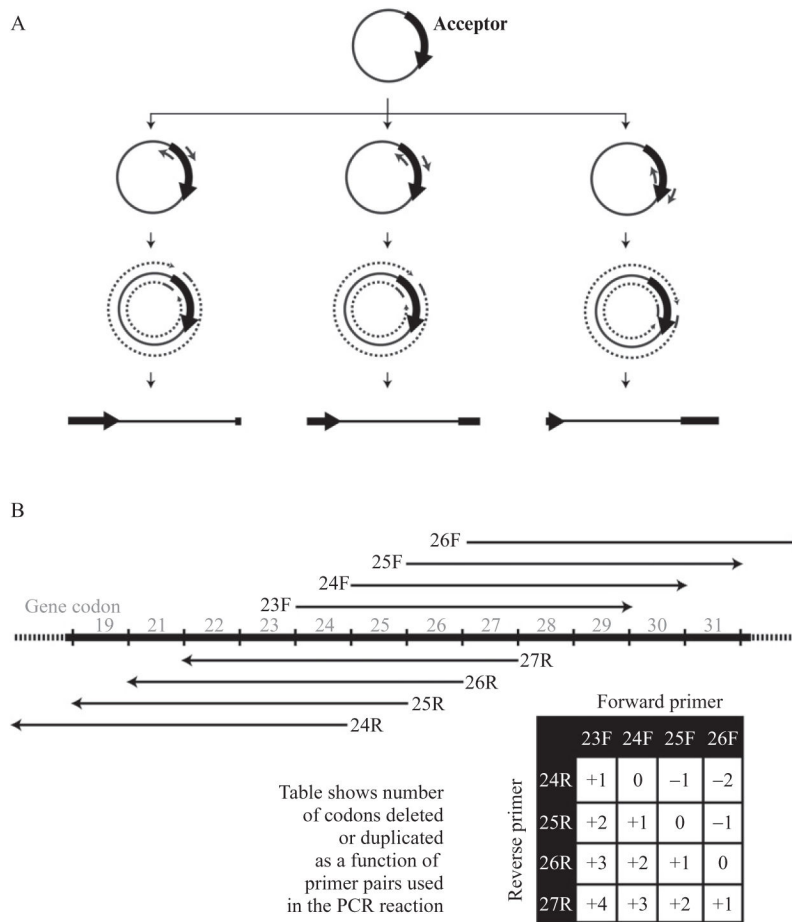 A
Acceptor
B
26F
25F
24F
23F
Gene codon
19 21 22 23 24 25 26 27 28 29 30 31
27R
26R
25R
24R
Forward primer
23F 24F 25F 26F
Reverse primer
24R +1 0 −1 −2
25R +2 +1 0 −1
26R +3 +2 +1 0
27R +4 +3 +2 +1
Table shows number
of codons deleted
or duplicated
as a function of
primer pairs used
in the PCR reaction